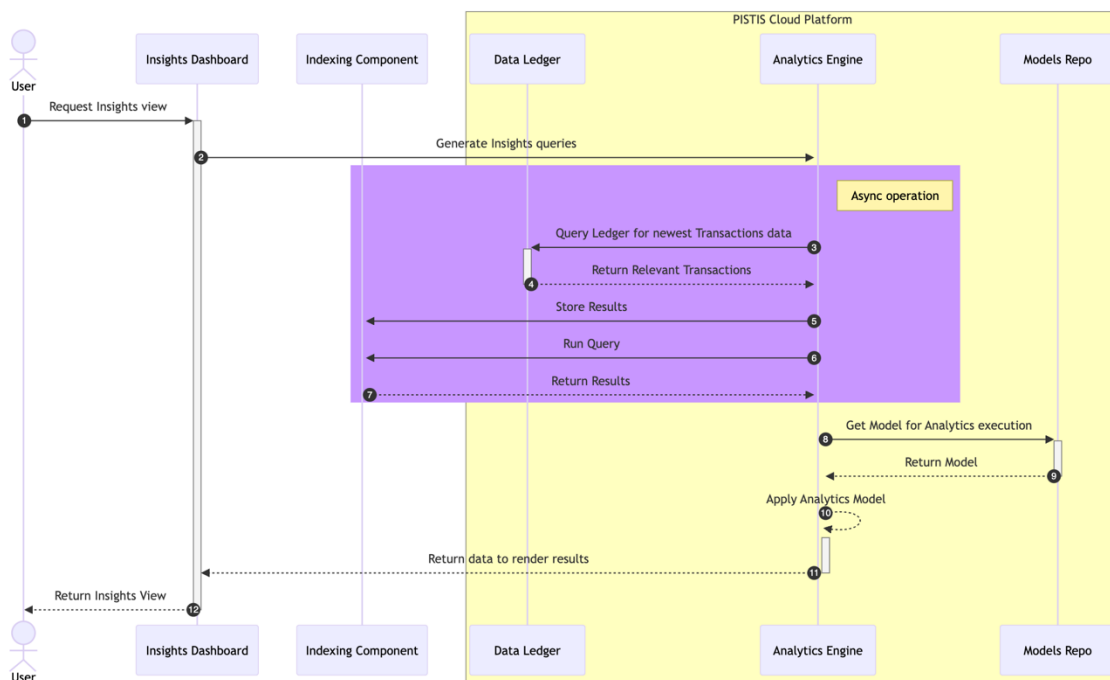 PISTIS Cloud Platform
User
Insights Dashboard
Indexing Component
Data Ledger
Analytics Engine
Models Repo
1
Request Insights view
2
Generate Insights queries
Async operation
Query Ledger for newest Transactions data
3
4
Return Relevant Transactions
Store Results
5
Run Query
6
7
Return Results
8
Get Model for Analytics execution
Return Model
9
Apply Analytics Model
10
Return data to render results
11
Return Insights View
12
User
Insights Dashboard
Indexing Component
Data Ledger
Analytics Engine
Models Repo